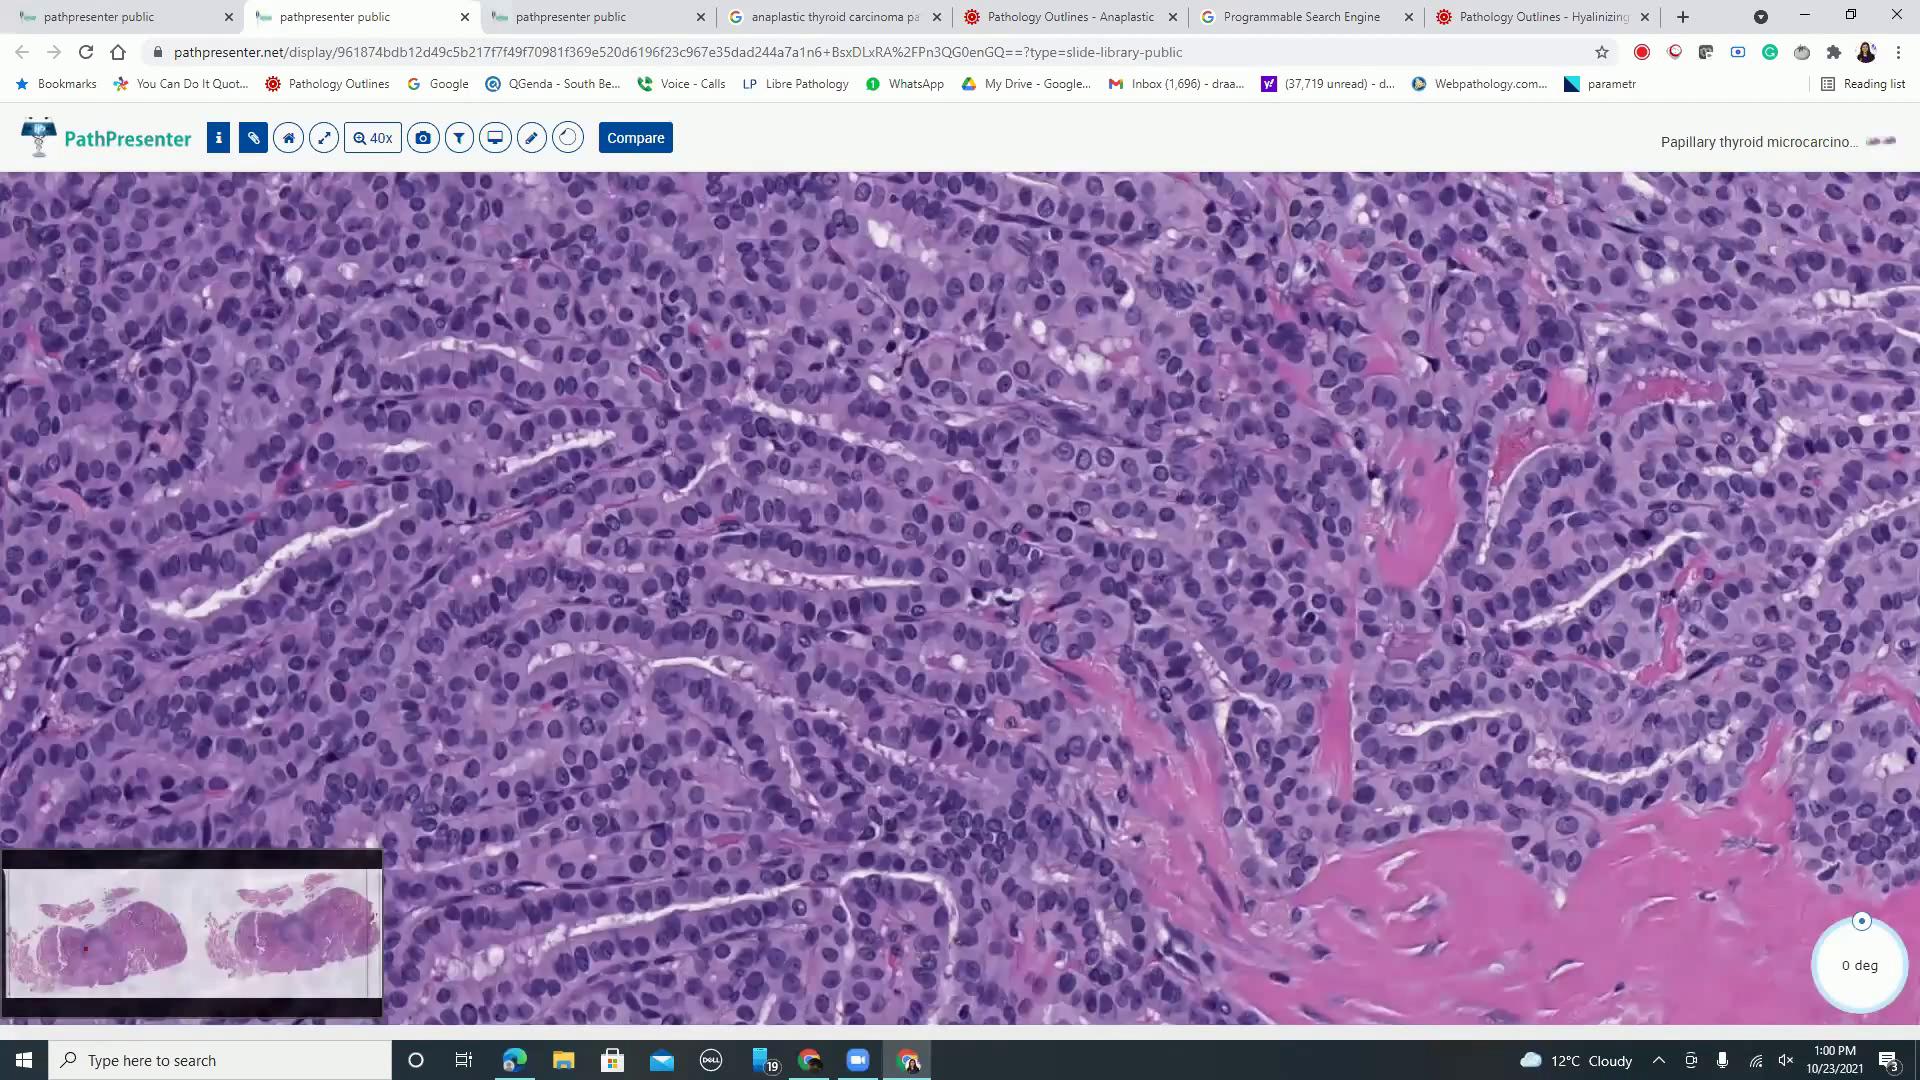 pathpresenter public
pathpresenter public
pathpresenter public
anaplastic thyroid carcinoma pa
Pathology Outlines - Anaplastic
Programmable Search Engine
Pathology Outlines - Hyalinizing
pathpresenter.net/display/961874bdb12d49c5b217f7f49f70981f369e520d6196f23c967e35dad244a7a1n6+BsxDLxRA%2FPn3QG0enGQ==?type=slide-library-public
Bookmarks
You Can Do It Quot...
Pathology Outlines
Google
QGenda - South Be...
Voice - Calls
LP Libre Pathology
WhatsApp
My Drive - Google...
Inbox (1,696) - draa...
(37,719 unread) - d...
Webpathology.com...
parametr
Reading list
PathPresenter
40x
Compare
Papillary thyroid microcarcino...
0 deg
Type here to search
DELL
19
12°C Cloudy
1:00 PM
10/23/2021
3